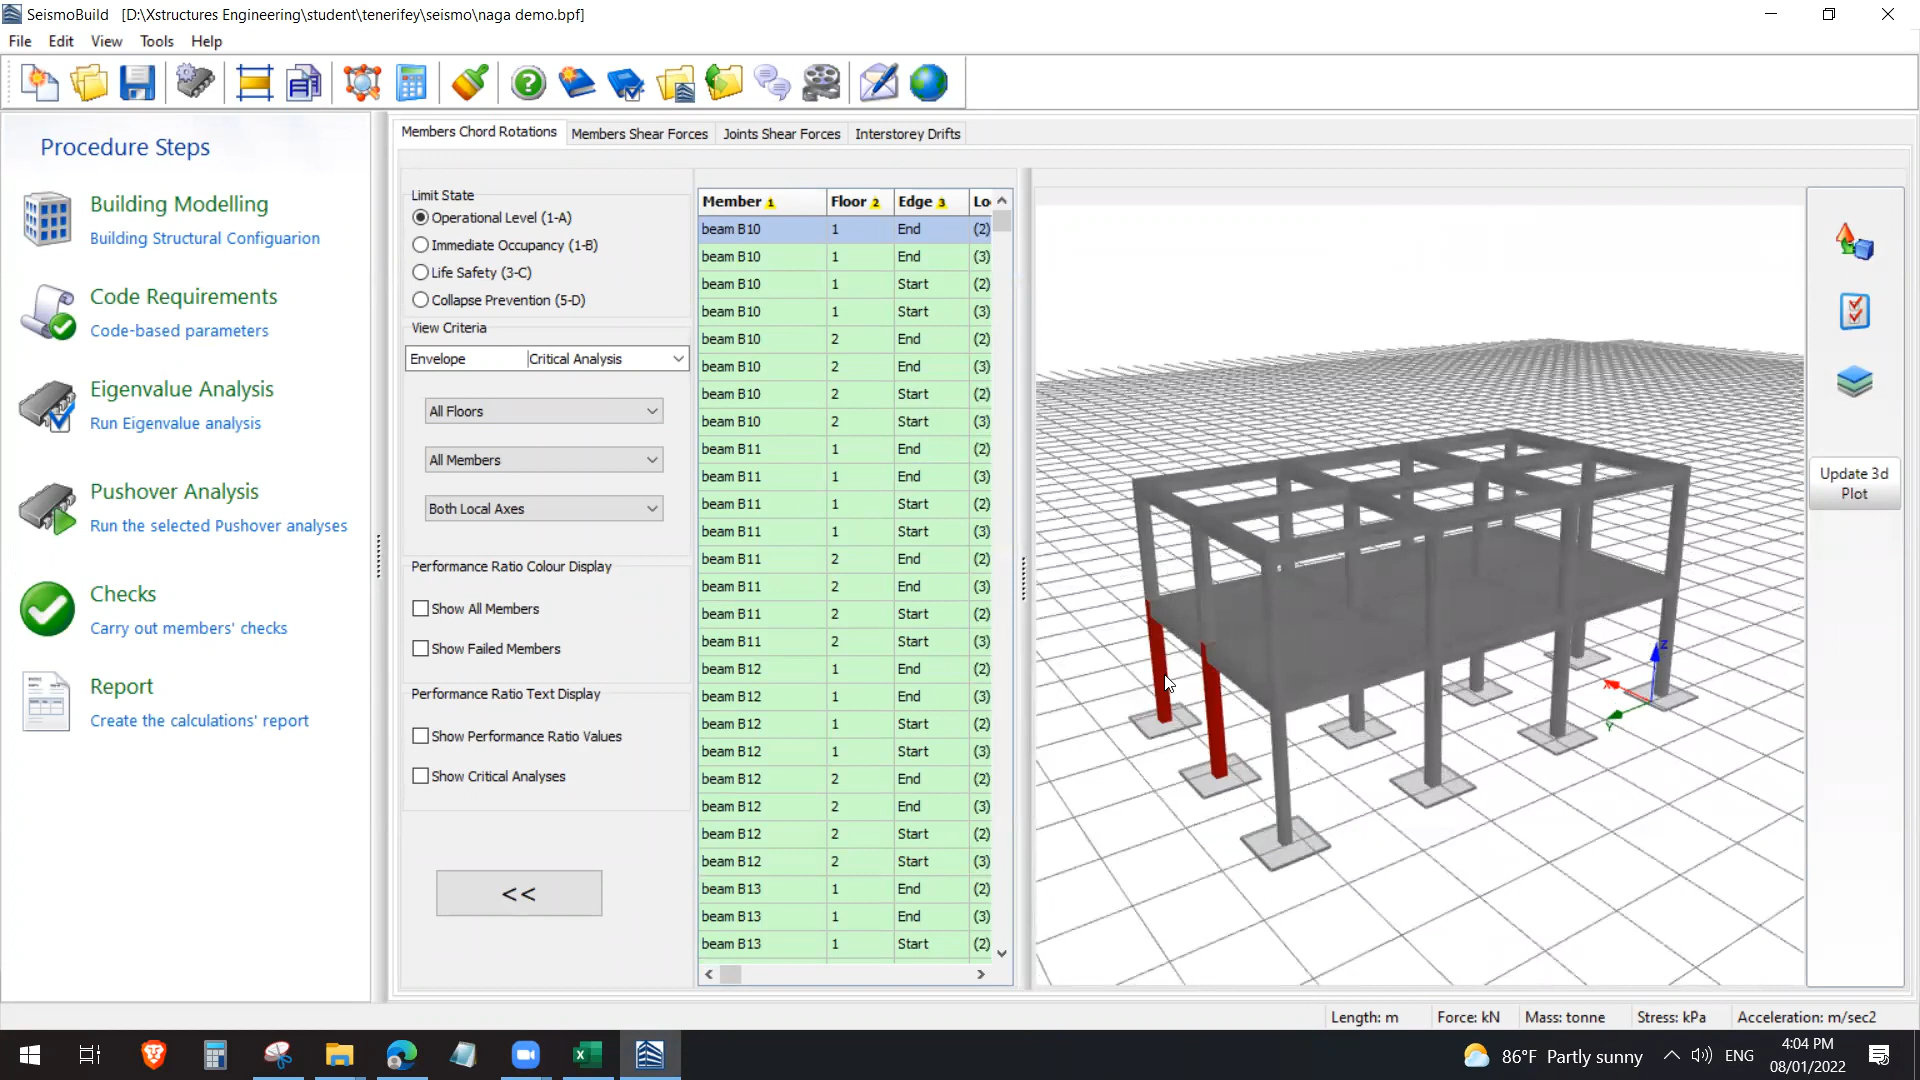 SeismoBuild [D:\Xstructures Engineering\student\tenerifey\seismo\naga demo.bpf]
File Edit View Tools Help
Procedure Steps
Building Modelling
Building Structural Configuarion
Code Requirements
Code-based parameters
Eigenvalue Analysis
Run Eigenvalue analysis
Pushover Analysis
Run the selected Pushover analyses
Checks
Carry out members' checks
Report
Create the calculations' report
Members Chord Rotations Members Shear Forces Joints Shear Forces Interstorey Drifts
Limit State
Operational Level (1-A)
Immediate Occupancy (1-B)
Life Safety (3-C)
Collapse Prevention (5-D)
View Criteria
Envelope Critical Analysis
All Floors
All Members
Both Local Axes
Performance Ratio Colour Display
Show All Members
Show Failed Members
Performance Ratio Text Display
Show Performance Ratio Values
Show Critical Analyses
<<
Member 1 Floor 2 Edge 3 Lo
beam B10 1 End (2)
beam B10 1 End (3)
beam B10 1 Start (2)
beam B10 1 Start (3)
beam B10 2 End (2)
beam B10 2 End (3)
beam B10 2 Start (2)
beam B10 2 Start (3)
beam B11 1 End (2)
beam B11 1 End (3)
beam B11 1 Start (2)
beam B11 1 Start (3)
beam B11 2 End (2)
beam B11 2 End (3)
beam B11 2 Start (2)
beam B11 2 Start (3)
beam B12 1 End (2)
beam B12 1 End (3)
beam B12 1 Start (2)
beam B12 1 Start (3)
beam B12 2 End (2)
beam B12 2 End (3)
beam B12 2 Start (2)
beam B12 2 Start (3)
beam B13 1 End (2)
beam B13 1 End (3)
beam B13 1 Start (2)
Z
X
Y
Update 3d
Plot
Length: m Force: kN Mass: tonne Stress: kPa Acceleration: m/sec2
86°F Partly sunny ENG
4:04 PM
08/01/2022